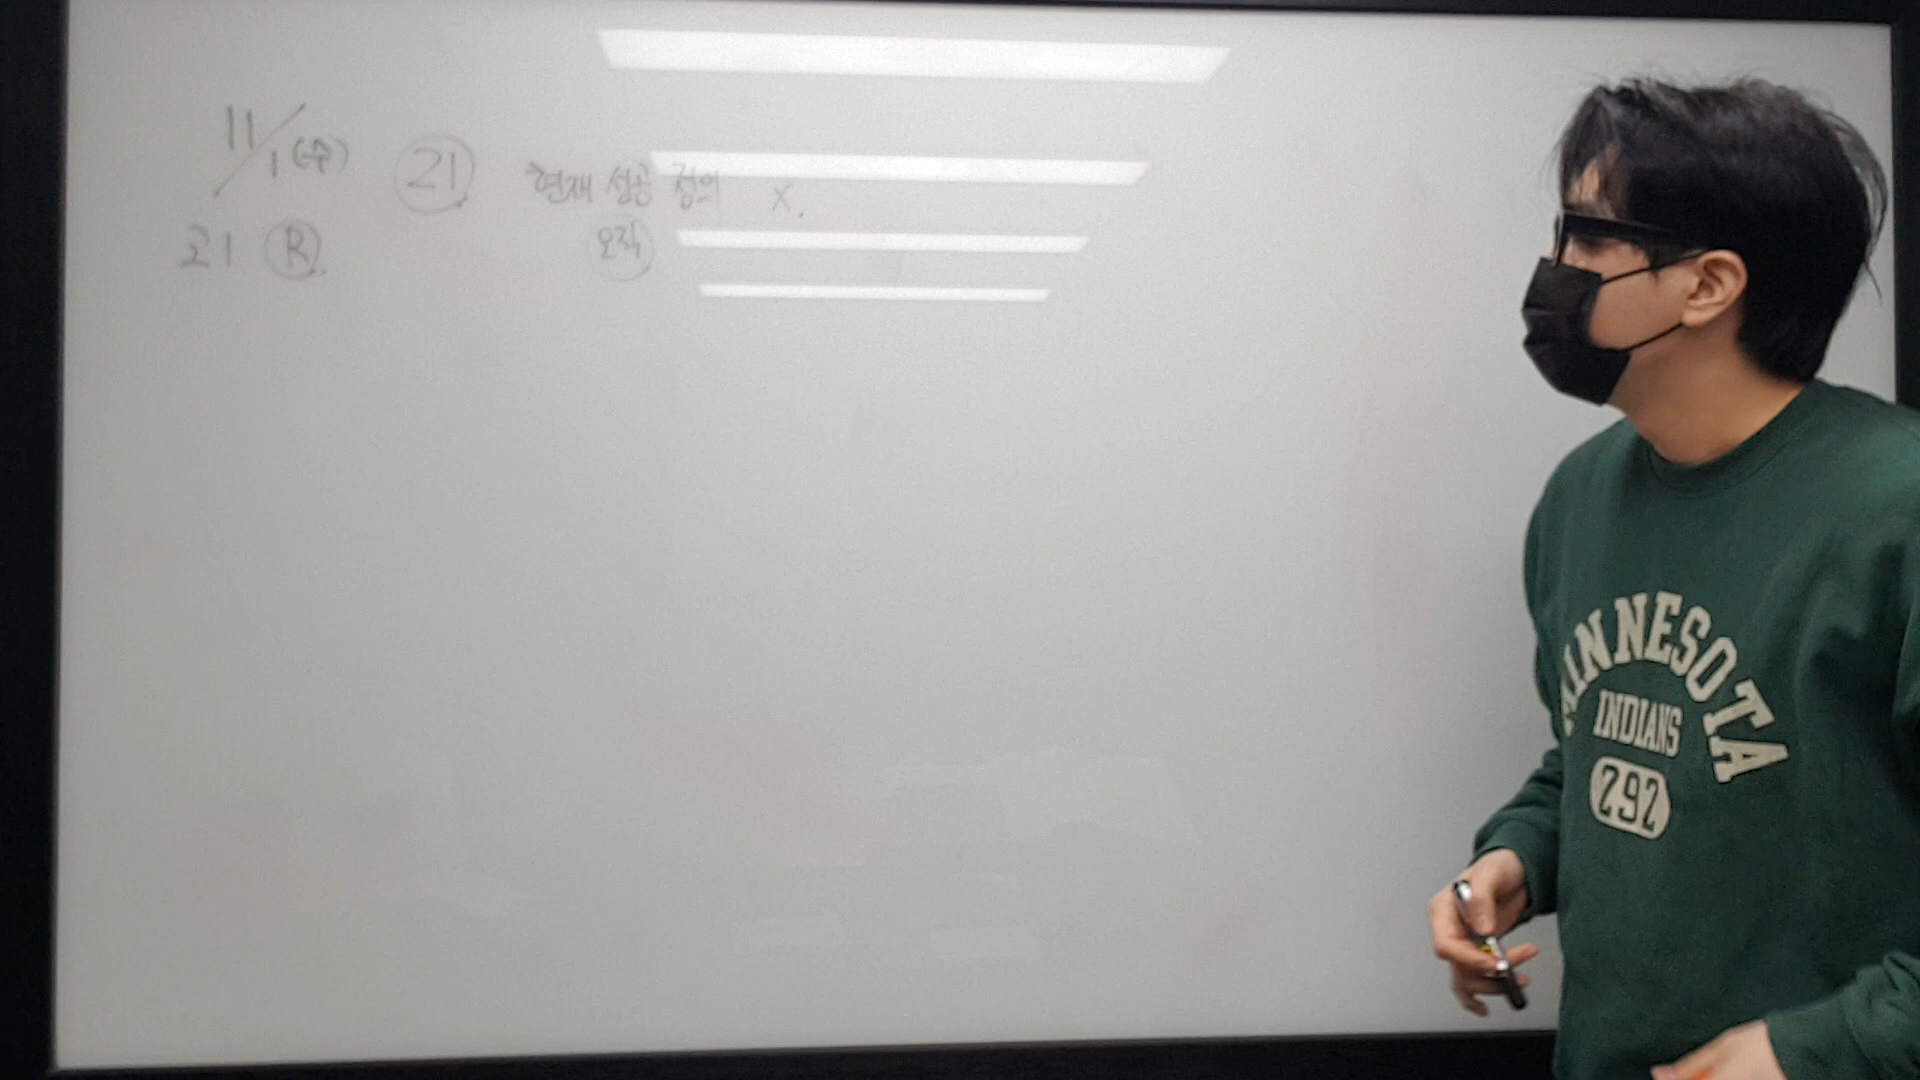 11/1 (수)
21 R.
21. 현재 성공 정의 x.
오직
MINNESOTA
INDIANS
292